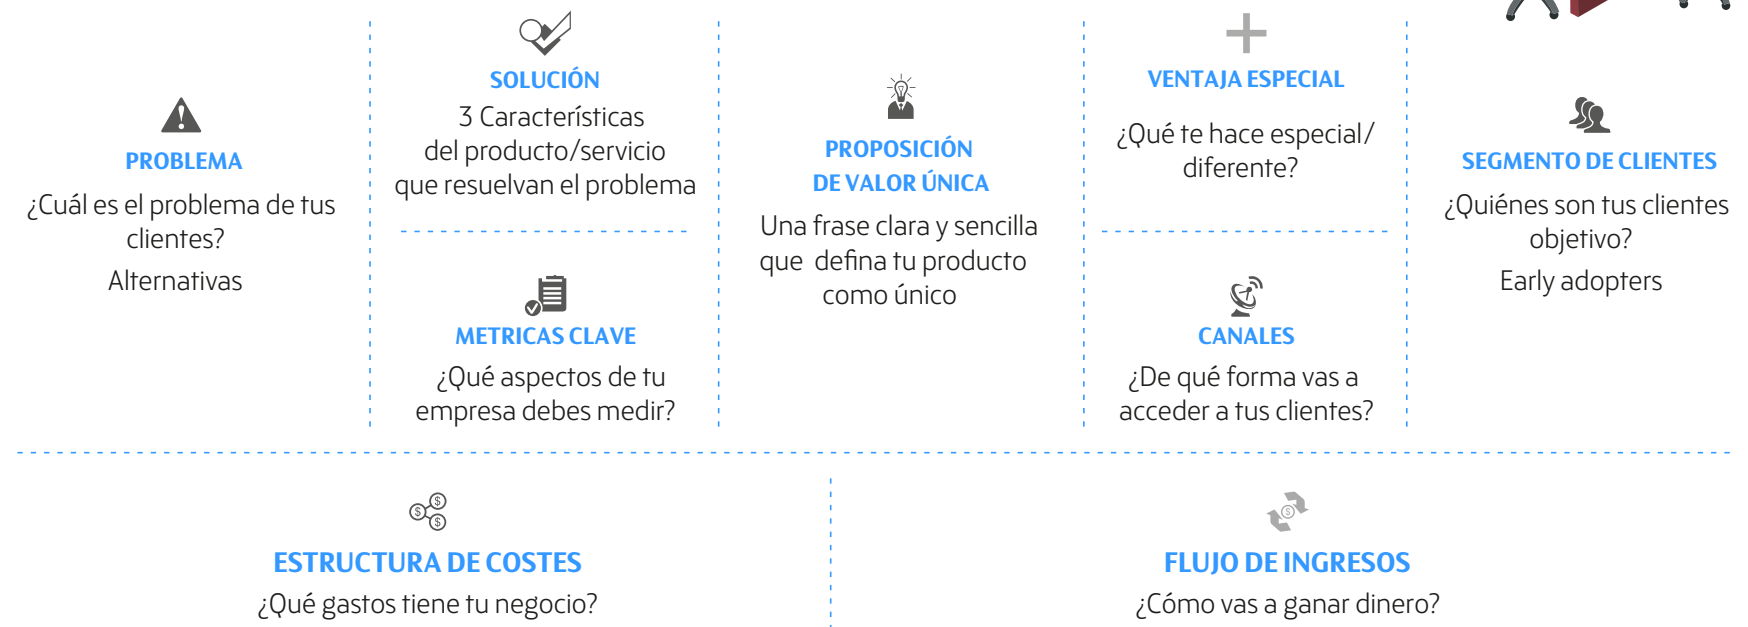 PROBLEMA
¿Cuál es el problema de tus
clientes?
Alternativas
SOLUCIÓN
3 Características
del producto/servicio
que resuelvan el problema
METRICAS CLAVE
¿Qué aspectos de tu
empresa debes medir?
PROPOSICIÓN
DE VALOR ÚNICA
Una frase clara y sencilla
que defina tu producto
como único
VENTAJA ESPECIAL
¿Qué te hace especial/
diferente?
CANALES
¿De qué forma vas a
acceder a tus clientes?
SEGMENTO DE CLIENTES
¿Quiénes son tus clientes
objetivo?
Early adopters
ESTRUCTURA DE COSTES
¿Qué gastos tiene tu negocio?
FLUJO DE INGRESOS
¿Cómo vas a ganar dinero?